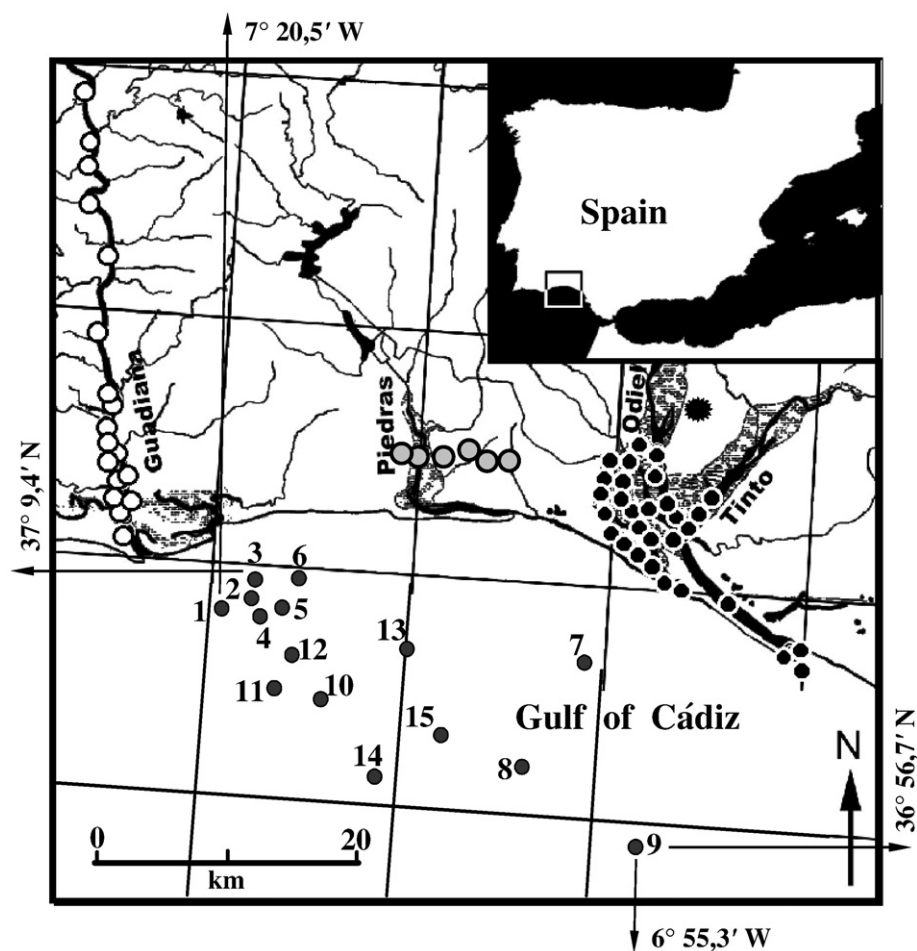 7° 20,5′ W
Spain
Guadiana
Piedras
Odiel
Tinto
37° 9,4′ N
3
6
2
1
5
4
12
13
7
11
10
15
Gulf of Cádiz
14
8
N
0
20
km
9
36° 56,7′ N
6° 55,3′ W